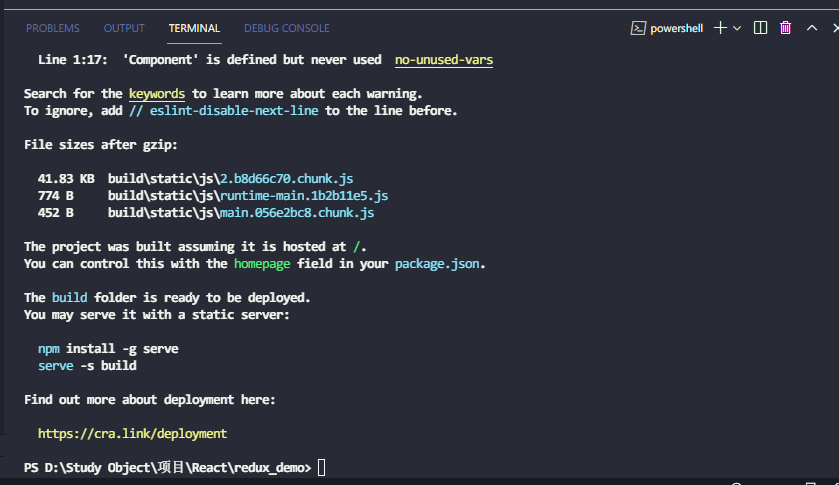 PROBLEMS OUTPUT TERMINAL DEBUG CONSOLE powershell
Line 1:17: 'Component' is defined but never used no-unused-vars
Search for the keywords to learn more about each warning.
To ignore, add // eslint-disable-next-line to the line before.
File sizes after gzip:
41.83 KB build\static\js\2.b8d66c70.chunk.js
774 B build\static\js\runtime-main.1b2b11e5.js
452 B build\static\js\main.056e2bc8.chunk.js
The project was built assuming it is hosted at /.
You can control this with the homepage field in your package.json.
The build folder is ready to be deployed.
You may serve it with a static server:
npm install -g serve
serve -s build
Find out more about deployment here:
https://cra.link/deployment
PS D:\Study Object\项目\React\redux_demo>